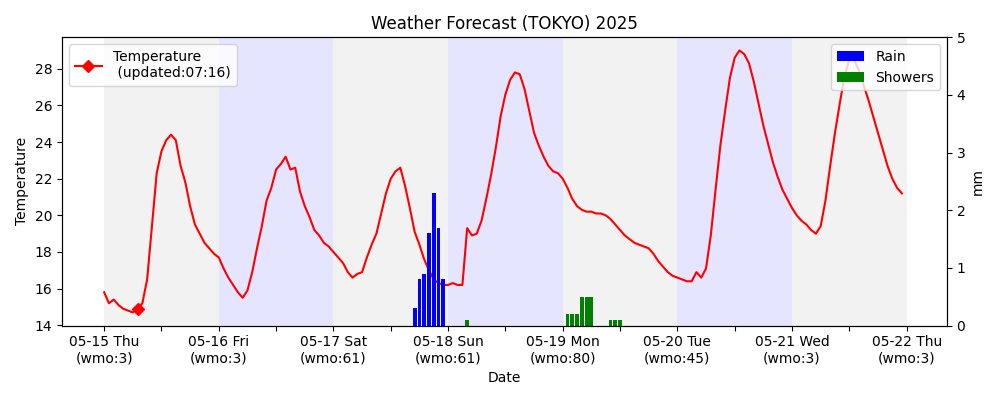 Weather Forecast (TOKYO) 2025
Temperature
(updated:07:16)
Rain
Showers
Temperature
28
26
24
22
20
18
16
14
5
4
3
2
1
0
mm
05-15 Thu
(wmo:3)
05-16 Fri
(wmo:3)
05-17 Sat
(wmo:61)
05-18 Sun
(wmo:61)
05-19 Mon
(wmo:80)
05-20 Tue
(wmo:45)
05-21 Wed
(wmo:3)
05-22 Thu
(wmo:3)
Date